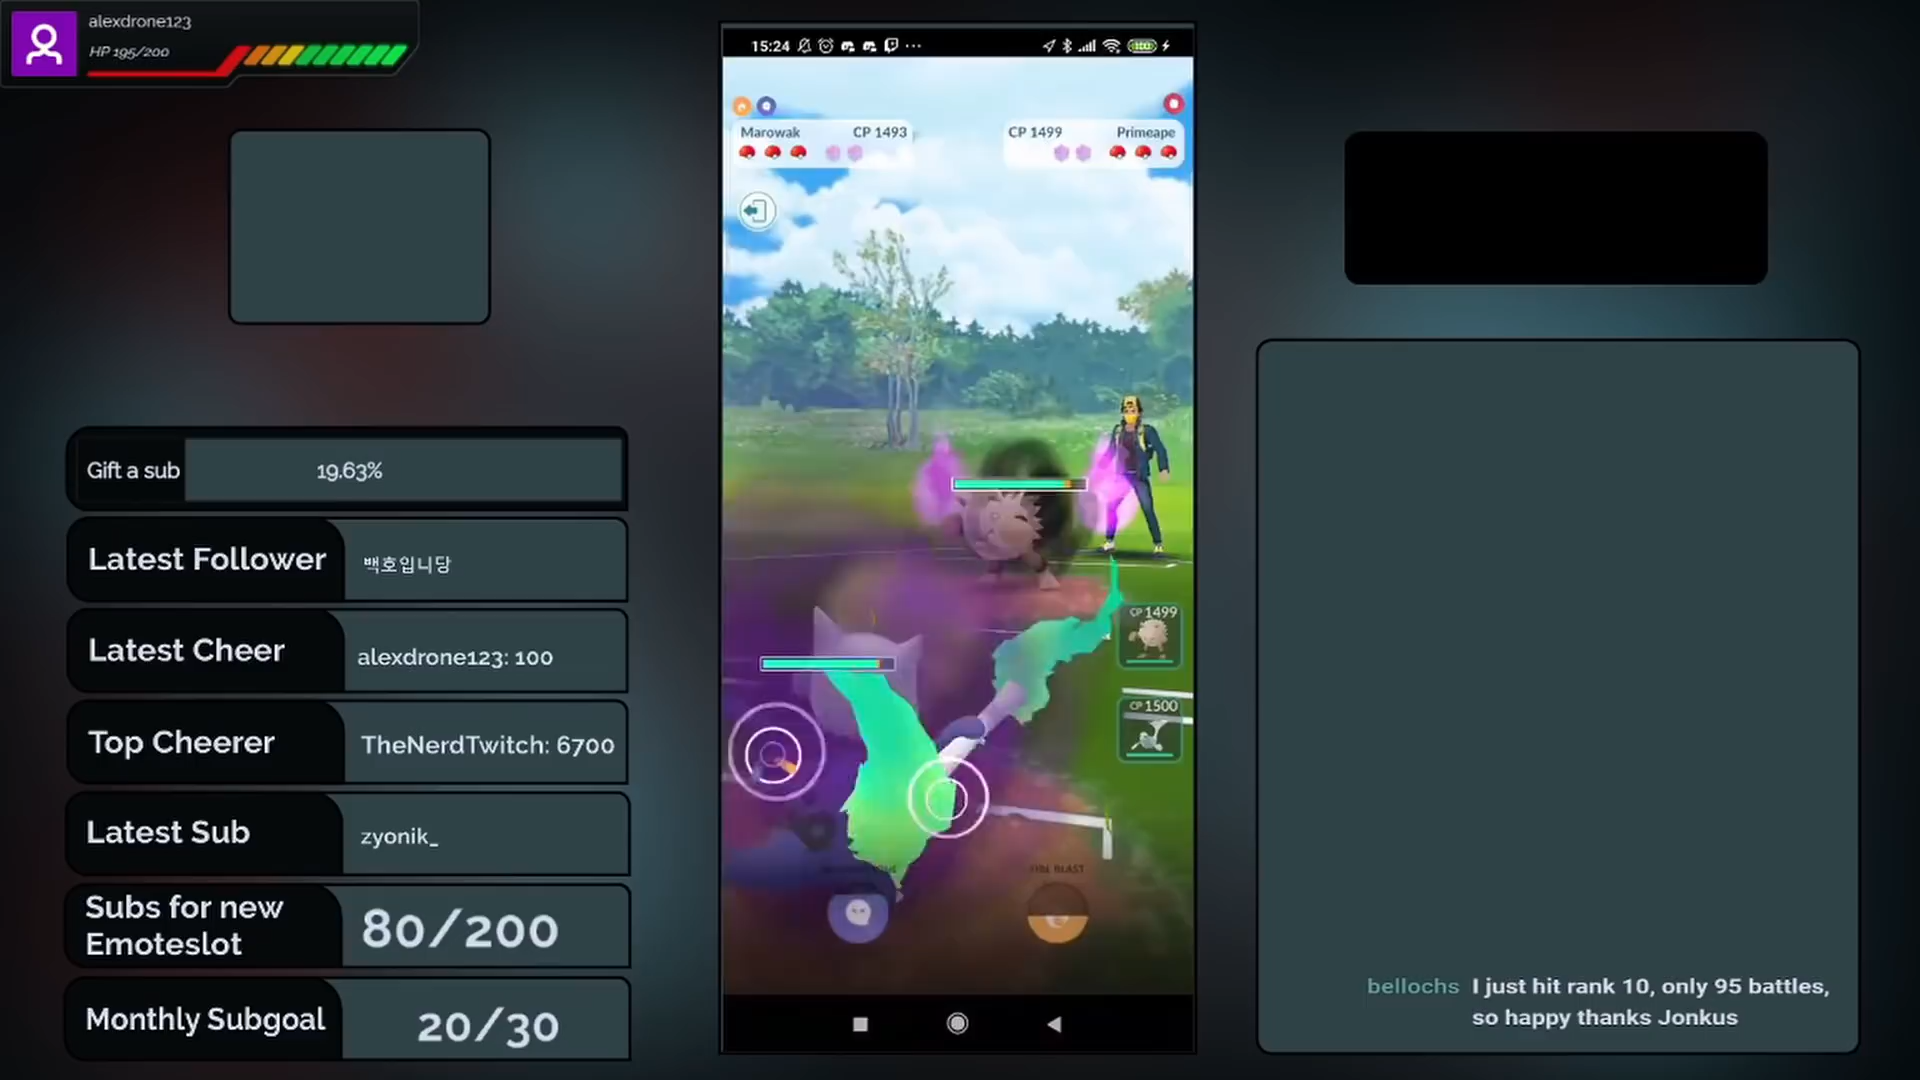 alexdrone123
HP 195/200
15:24
100
Marowak CP 1493
CP 1499 Primeape
CP 1499
CP 1500
Gift a sub 19.63%
Latest Follower 백호입니당
Latest Cheer alexdrone123: 100
Top Cheerer TheNerdTwitch: 6700
Latest Sub zyonik_
Subs for new
Emoteslot 80/200
Monthly Subgoal 20/30
bellochs I just hit rank 10, only 95 battles,
so happy thanks Jonkus